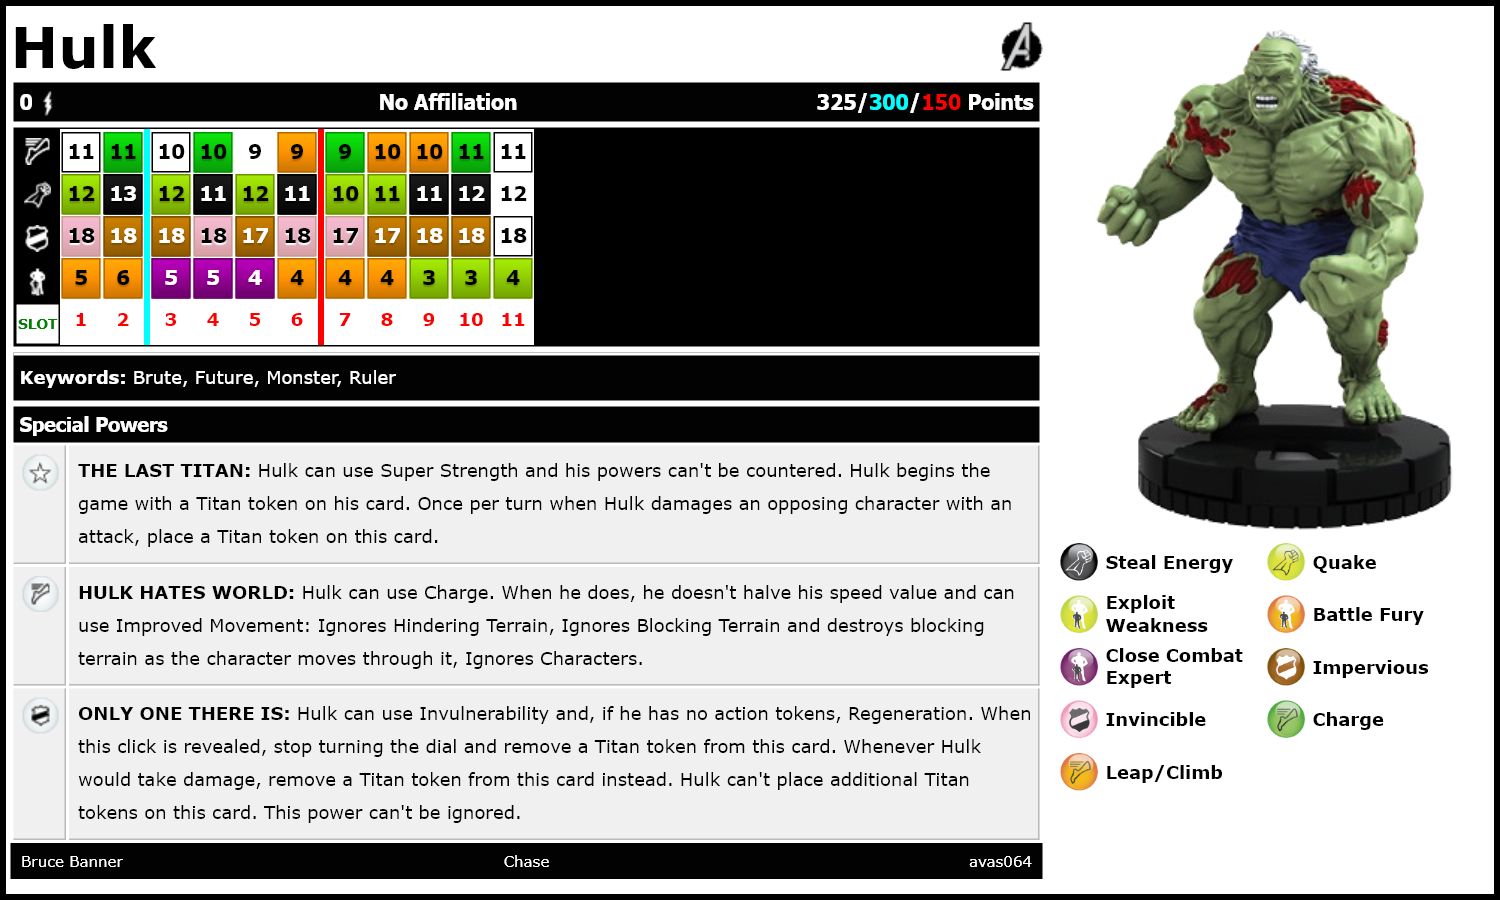 Hulk
0 No Affiliation 325/300/150 Points
11 11 10 10 9 9 9 10 10 11 11
12 13 12 11 12 11 10 11 11 12 12
18 18 18 18 17 18 17 17 18 18 18
5 6 5 5 4 4 4 4 3 3 4
SLOT 1 2 3 4 5 6 7 8 9 10 11
Keywords: Brute, Future, Monster, Ruler
Special Powers
THE LAST TITAN: Hulk can use Super Strength and his powers can't be countered. Hulk begins the
game with a Titan token on his card. Once per turn when Hulk damages an opposing character with an
attack, place a Titan token on this card.
HULK HATES WORLD: Hulk can use Charge. When he does, he doesn't halve his speed value and can
use Improved Movement: Ignores Hindering Terrain, Ignores Blocking Terrain and destroys blocking
terrain as the character moves through it, Ignores Characters.
ONLY ONE THERE IS: Hulk can use Invulnerability and, if he has no action tokens, Regeneration. When
this click is revealed, stop turning the dial and remove a Titan token from this card. Whenever Hulk
would take damage, remove a Titan token from this card instead. Hulk can't place additional Titan
tokens on this card. This power can't be ignored.
Bruce Banner Chase avas064
Steal Energy Quake
Exploit
Weakness
Battle Fury
Close Combat
Expert
Impervious
Invincible Charge
Leap/Climb